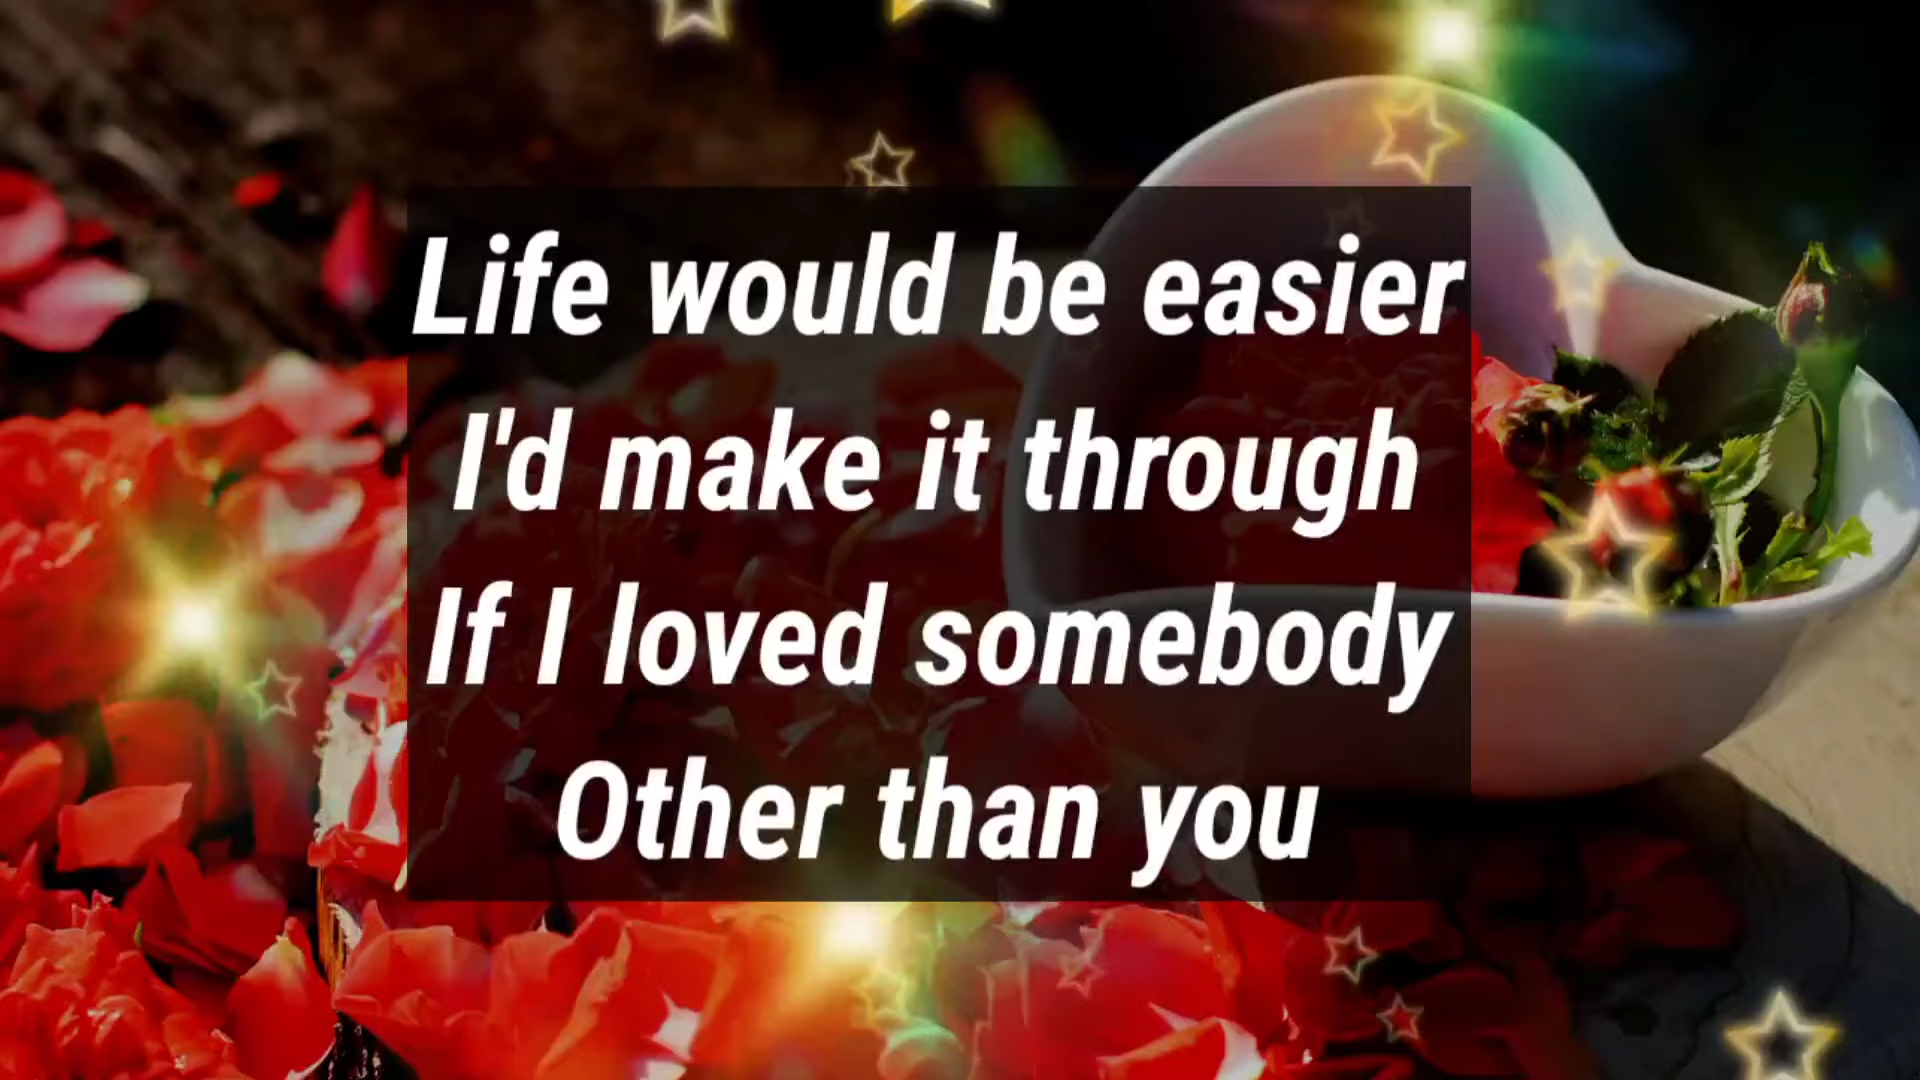 Life would be easier
I'd make it through
If I loved somebody
Other than you